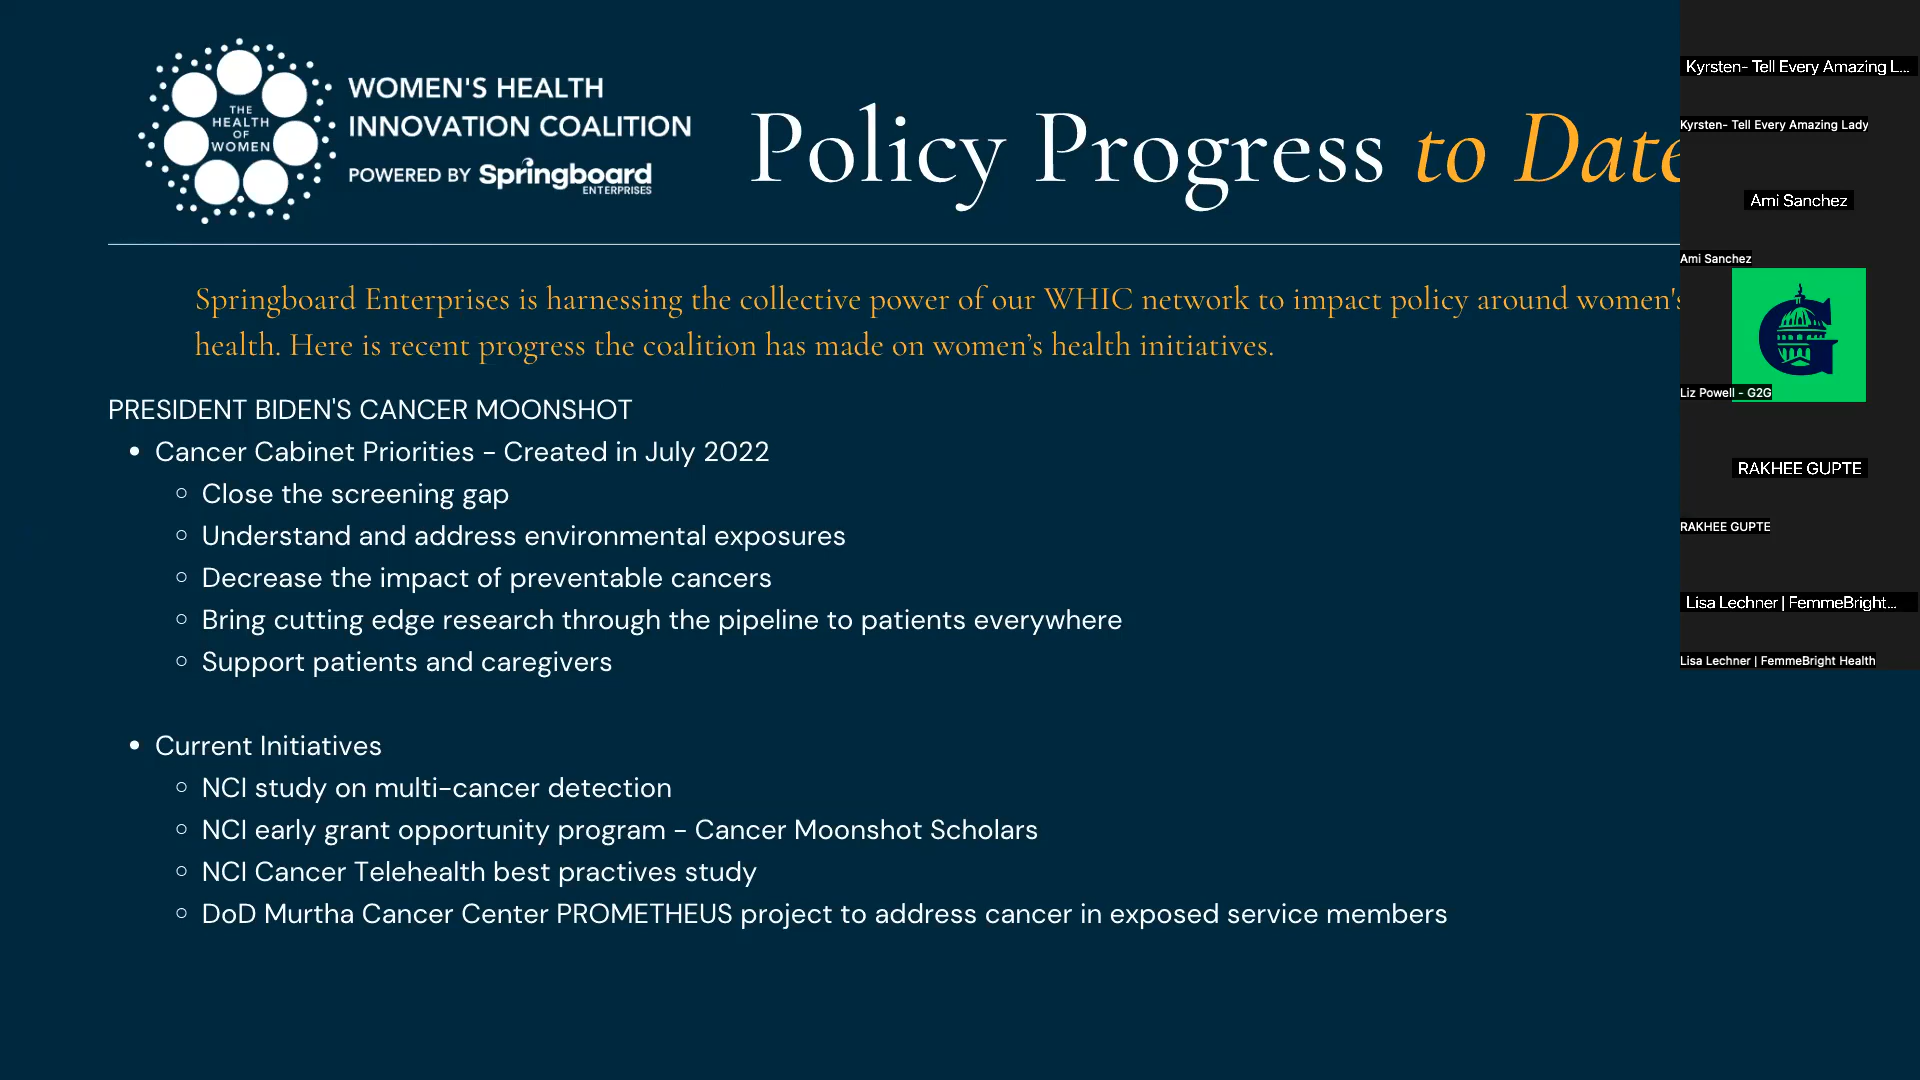 THE
HEALTH
OF
WOMEN
WOMEN'S HEALTH
INNOVATION COALITION
POWERED BY Springboard
ENTERPRISES
Policy Progress to Date
Springboard Enterprises is harnessing the collective power of our WHIC network to impact policy around women's
health. Here is recent progress the coalition has made on women’s health initiatives.
PRESIDENT BIDEN'S CANCER MOONSHOT
• Cancer Cabinet Priorities - Created in July 2022
○ Close the screening gap
○ Understand and address environmental exposures
○ Decrease the impact of preventable cancers
○ Bring cutting edge research through the pipeline to patients everywhere
○ Support patients and caregivers
• Current Initiatives
○ NCI study on multi-cancer detection
○ NCI early grant opportunity program - Cancer Moonshot Scholars
○ NCI Cancer Telehealth best practives study
○ DoD Murtha Cancer Center PROMETHEUS project to address cancer in exposed service members
Kyrsten- Tell Every Amazing L...
Kyrsten- Tell Every Amazing Lady
Ami Sanchez
Ami Sanchez
G
Liz Powell - G2G
RAKHEE GUPTE
RAKHEE GUPTE
Lisa Lechner | FemmeBright...
Lisa Lechner | FemmeBright Health